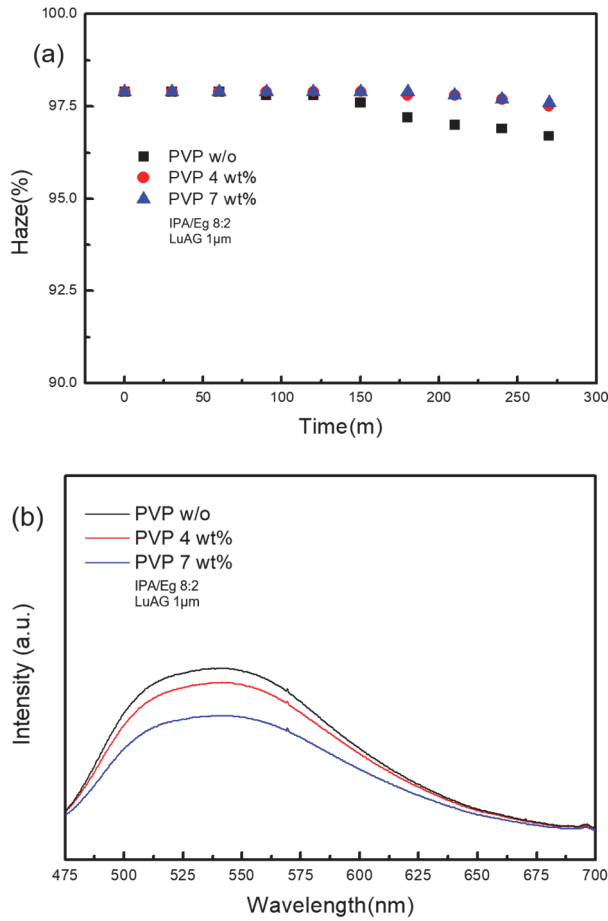 (a)
100.0
97.5
95.0
92.5
90.0
Haze(%)
PVP w/o
PVP 4 wt%
PVP 7 wt%
IPA/Eg 8:2
LuAG 1μm
0 50 100 150 200 250 300
Time(m)
(b)
PVP w/o
PVP 4 wt%
PVP 7 wt%
IPA/Eg 8:2
LuAG 1μm
Intensity (a.u.)
475 500 525 550 575 600 625 650 675 700
Wavelength(nm)